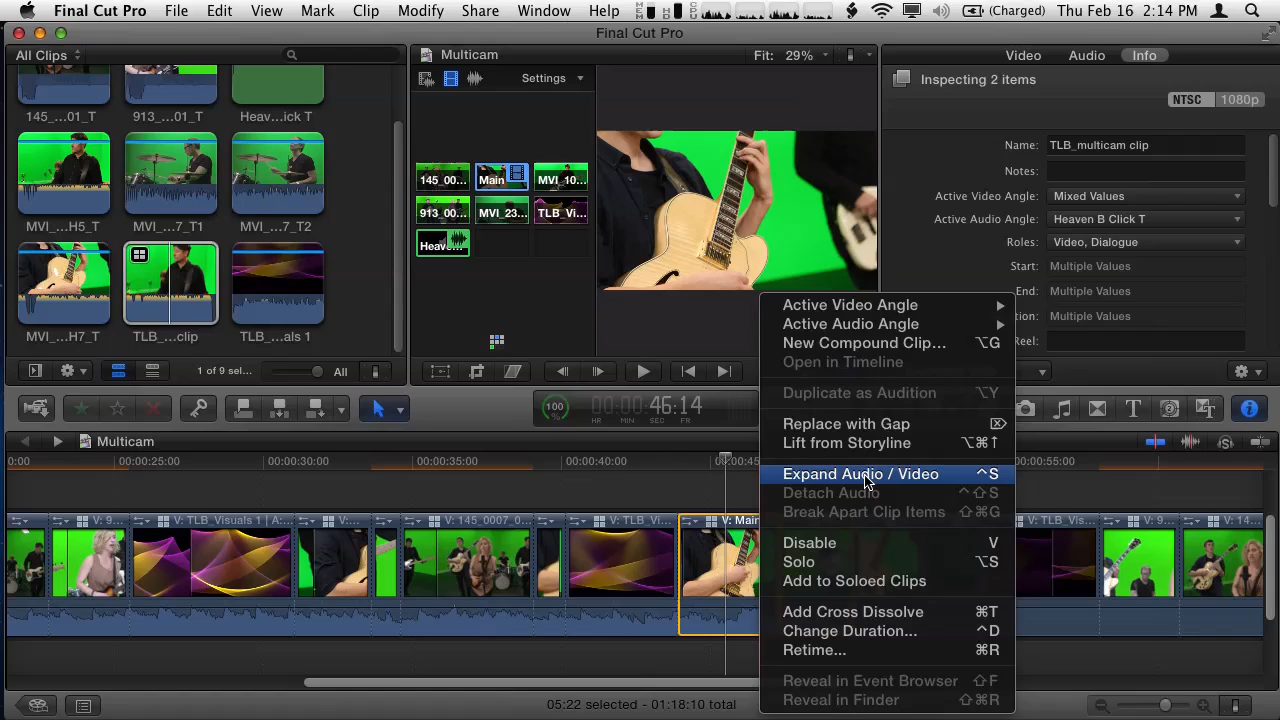 Final Cut Pro File Edit View Mark Clip Modify Share Window Help (Charged) Thu Feb 16 2:14 PM
Final Cut Pro
All Clips
Multicam
Fit: 29%
Video Audio Info
Settings
Inspecting 2 items
NTSC 1080p
145_...01_T 913_...01_T Heav...ick T
MVI_...H5_T MVI_...7_T1 MVI_...7_T2
TLB_...clip MVI_...H7_T TLB_...als 1
145_00... Main MVI_10...
913_00... MVI_23... TLB_Vi...
Heav...
Name: TLB_multicam clip
Notes:
Active Video Angle: Mixed Values
Active Audio Angle: Heaven B Click T
Roles: Video, Dialogue
Start: Multiple Values
End: Multiple Values
Multiple Values
Reel:
1 of 9 sel... All
100 % 00:00:46:14
HR MIN SEC FR
Active Video Angle
Active Audio Angle
New Compound Clip... ⌥G
Open in Timeline
Duplicate as Audition ⌥Y
Replace with Gap ⌦
Lift from Storyline ⌥⌘↑
Expand Audio / Video ^S
Detach Audio ^⇧S
Break Apart Clip Items ⇧⌘G
Disable V
Solo ⌥S
Add to Soloed Clips
Add Cross Dissolve ⌘T
Change Duration... ^D
Retime... ⌘R
Reveal in Event Browser ⇧F
Reveal in Finder ⇧⌘R
Multicam
0:00 00:00:25:00 00:00:30:00 00:00:35:00 00:00:40:00 00:00:45 00:55:00
V: 9... V: TLB_Visuals 1 | A:... V:... V: 145_0007_0... V: TLB_Vi... V: Main V: TLB_Vis... V: 9... V: 14...
05:22 selected - 01:18:10 total